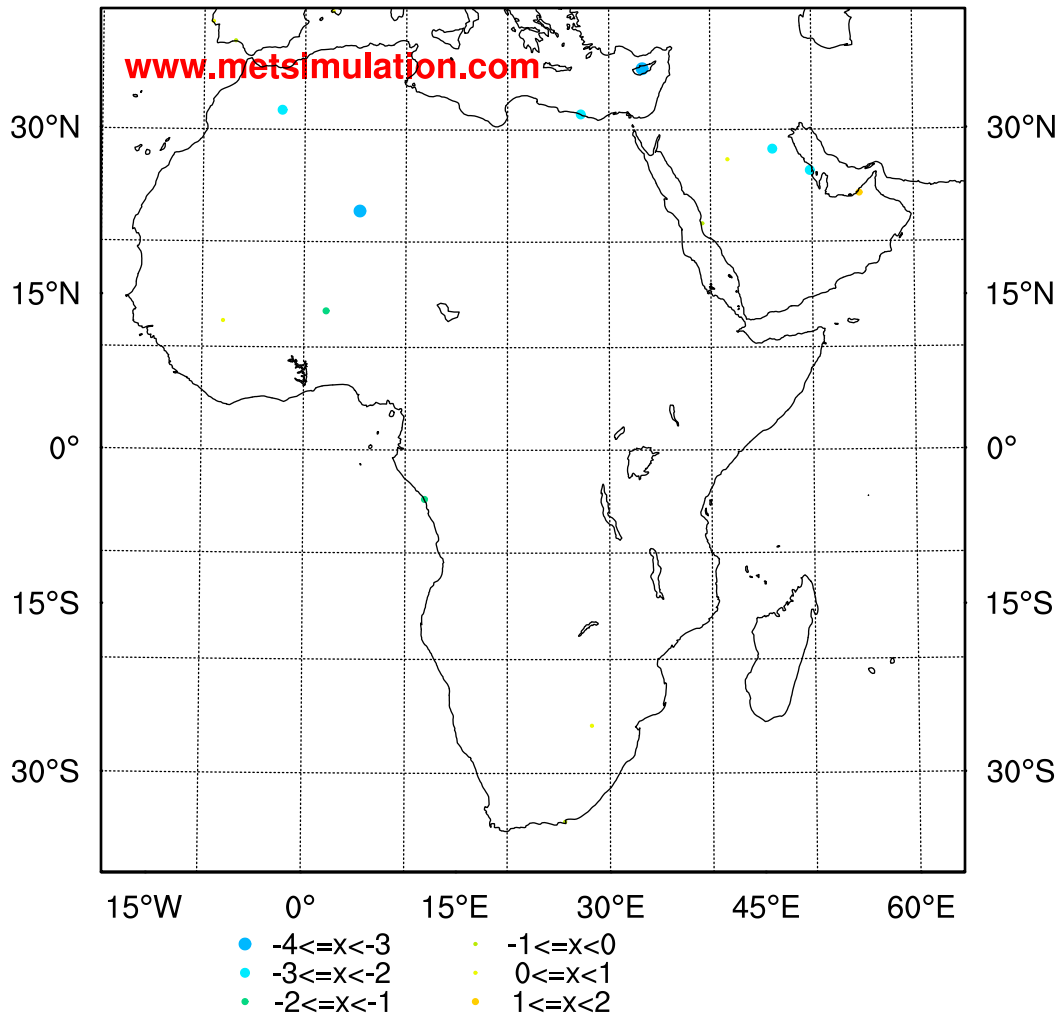 www.metsimulation.com
30°N 30°N
15°N 15°N
0° 0°
15°S 15°S
30°S 30°S
15°W 0° 15°E 30°E 45°E 60°E
-4<=x<-3 -1<=x<0
-3<=x<-2 0<=x<1
-2<=x<-1 1<=x<2